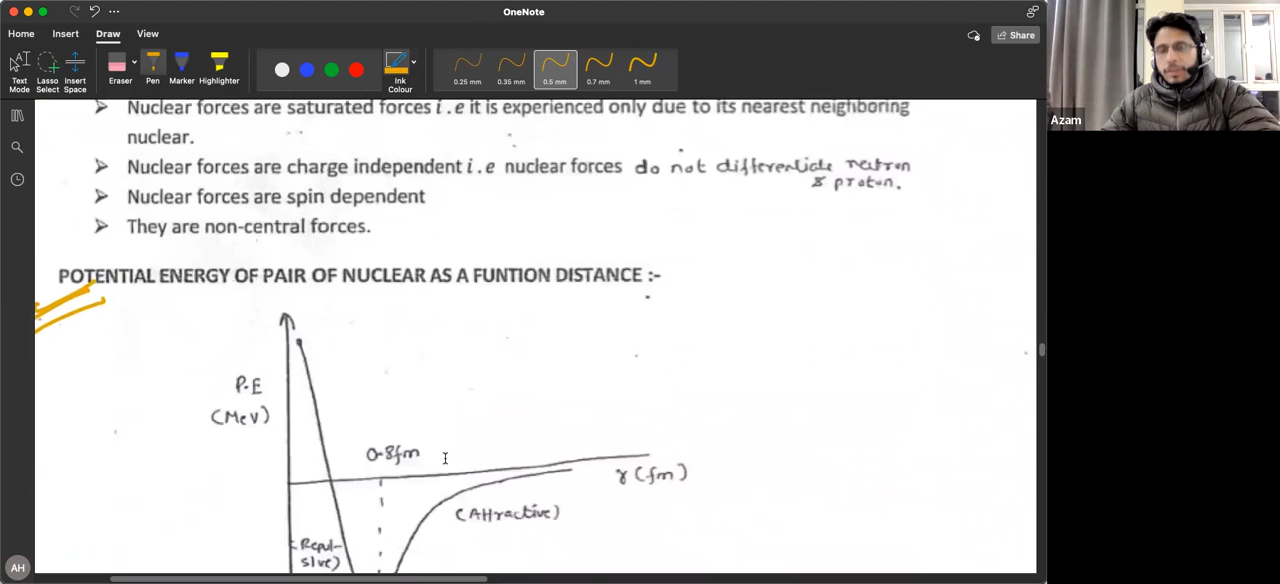 OneNote
Home Insert Draw View
Share
Text Mode
Lasso Select
Insert Space
Eraser
Pen
Marker
Highlighter
Ink Colour
0.25 mm
0.35 mm
0.5 mm
0.7 mm
1 mm
Azam
Nuclear forces are saturated forces i.e it is experienced only due to its nearest neighboring
nuclear.
Nuclear forces are charge independent i.e nuclear forces do not differentiate neutron
& proton.
Nuclear forces are spin dependent
They are non-central forces.
POTENTIAL ENERGY OF PAIR OF NUCLEAR AS A FUNTION DISTANCE :-
P.E
(MeV)
0.8fm
r (fm)
(Attractive)
(Repul-
sive)
AH